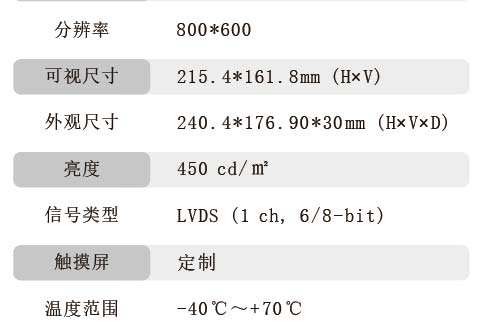 分辨率 800*600
可视尺寸 215.4*161.8mm (H×V)
外观尺寸 240.4*176.90*30mm (H×V×D)
亮度 450 cd/㎡
信号类型 LVDS (1 ch, 6/8-bit)
触摸屏 定制
温度范围 -40℃～+70℃